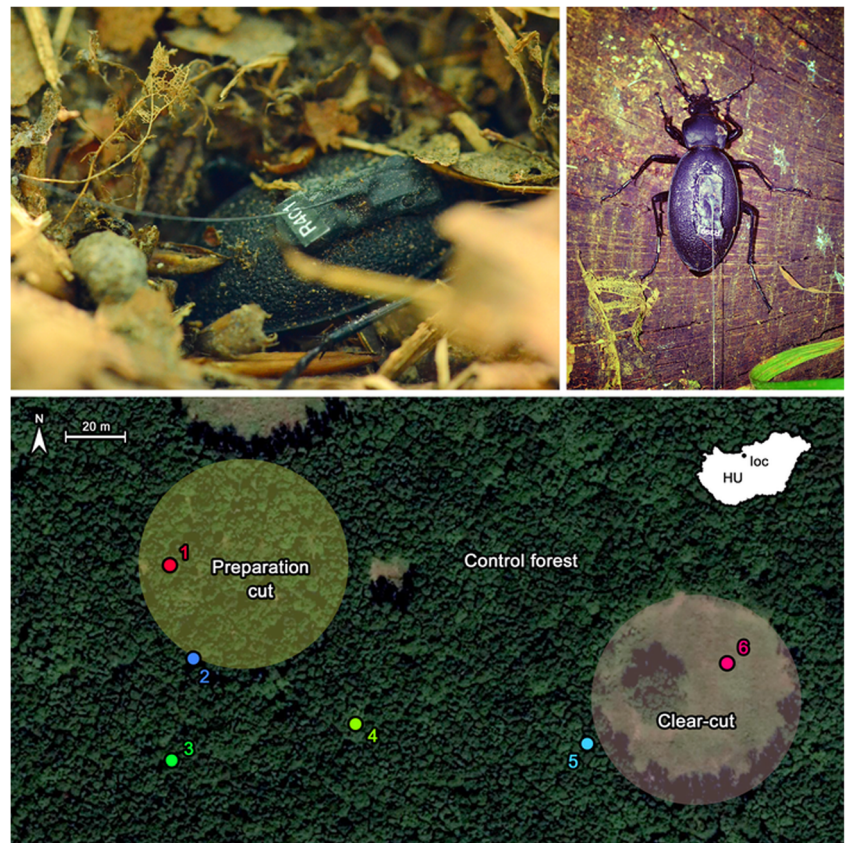 R401
N
20 m
loc
HU
1
Preparation
cut
Control forest
2
6
4
Clear-cut
3
5